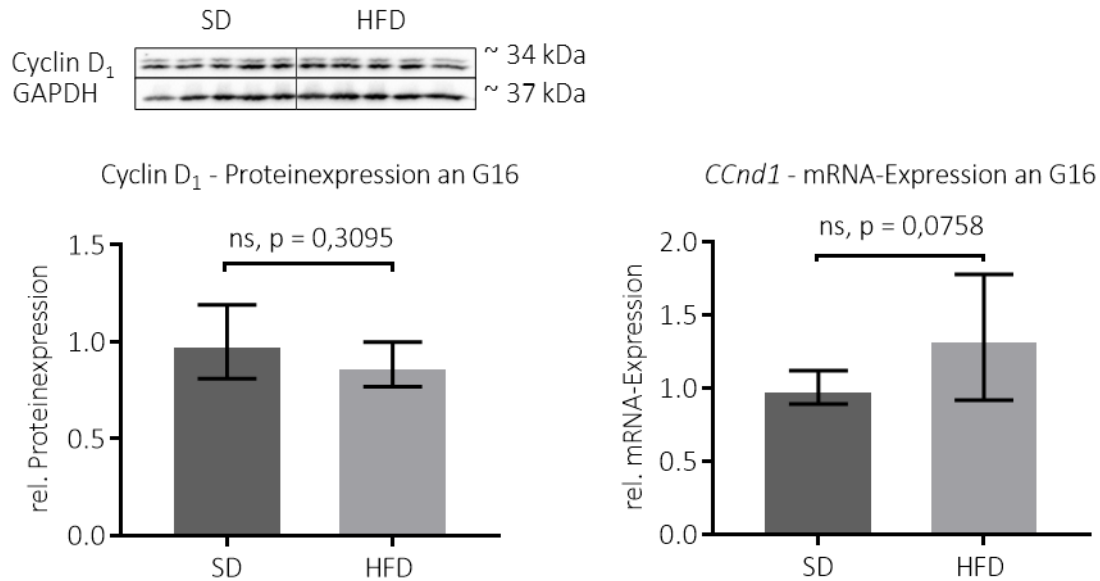 SD HFD
Cyclin D₁ ~ 34 kDa
GAPDH ~ 37 kDa
Cyclin D₁ - Proteinexpression an G16
ns, p = 0,3095
rel. Proteinexpression
1.5
1.0
0.5
0.0
SD HFD
CCnd1 - mRNA-Expression an G16
ns, p = 0,0758
rel. mRNA-Expression
2.0
1.5
1.0
0.5
0.0
SD HFD